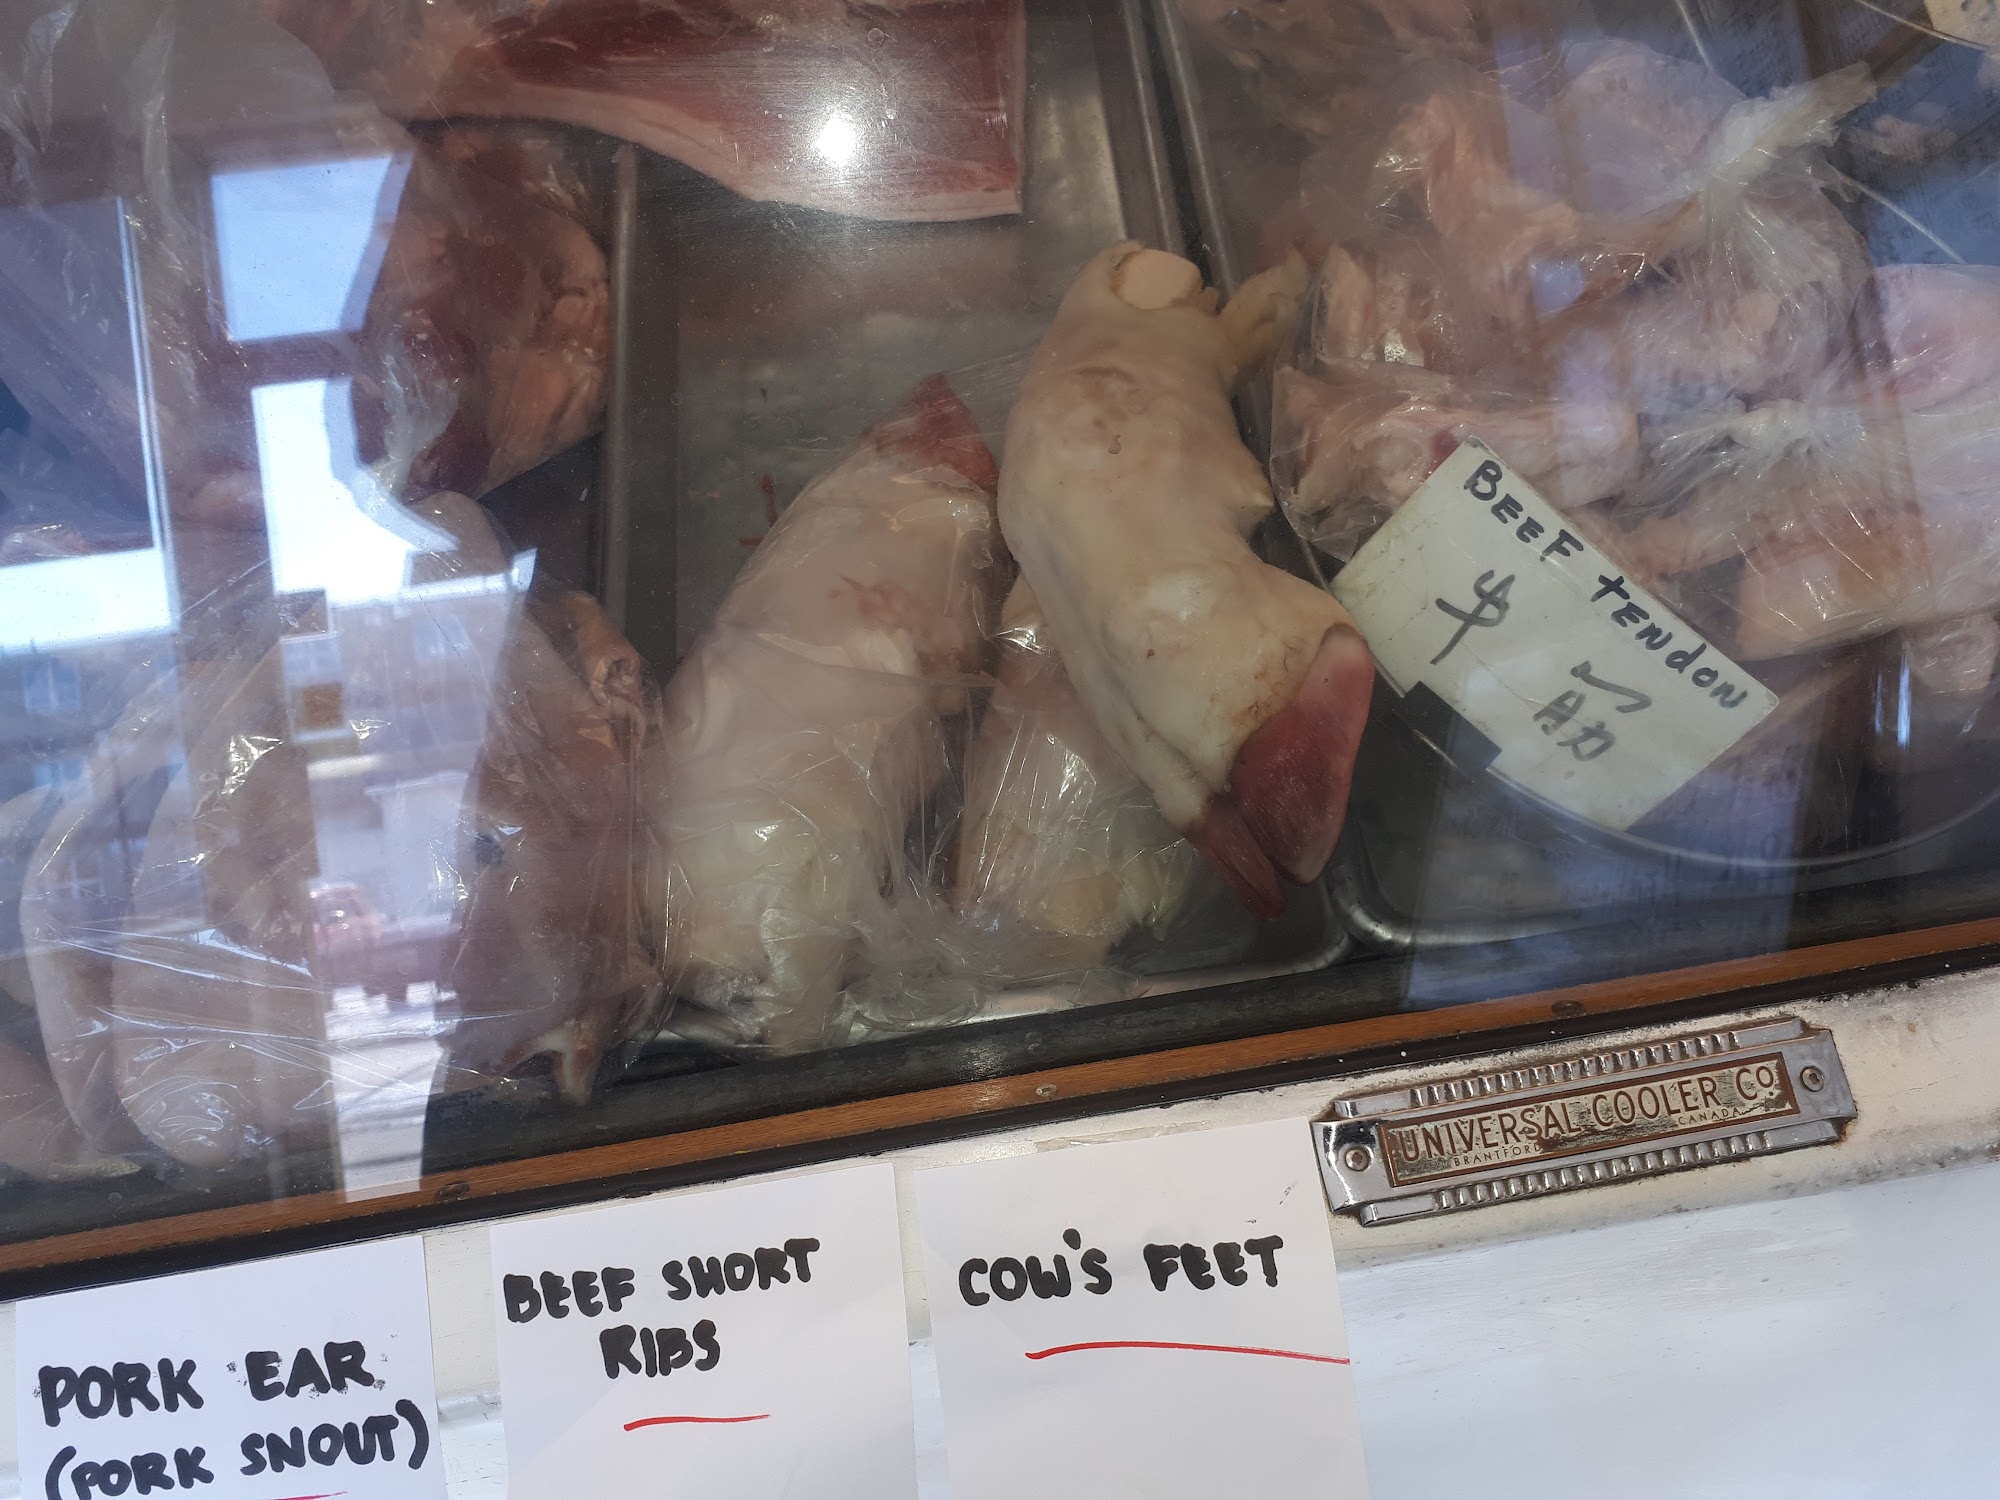 BEEF TENDON
牛筋
UNIVERSAL COOLER CO.
BRANTFORD CANADA
PORK EAR
(PORK SNOUT)
BEEF SHORT
RIBS
COW'S FEET